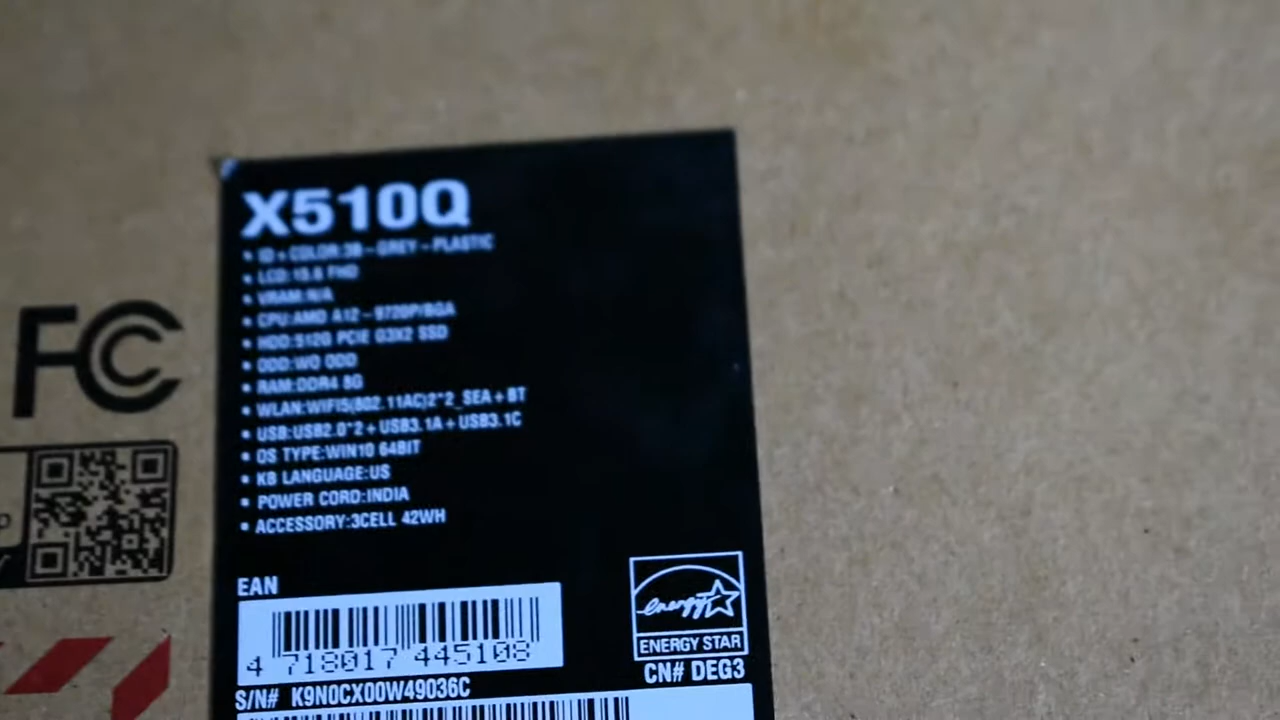 X510Q
• ID+COLOR:3B-GREY-PLASTIC
• LCD:15.6 FHD
• VRAM:N/A
• CPU:AMD A12-9720P/BGA
• HDD:512G PCIE G3X2 SSD
• ODD:WO ODD
• RAM:DDR4 8G
• WLAN:WIFI5(802.11AC)2*2_SEA+BT
• USB:USB2.0*2+USB3.1A+USB3.1C
• OS TYPE:WIN10 64BIT
• KB LANGUAGE:US
• POWER CORD:INDIA
• ACCESSORY:3CELL 42WH
FC
EAN
4 718017 445108
energy
ENERGY STAR
CN# DEG3
S/N# K9N0CX00W49036C